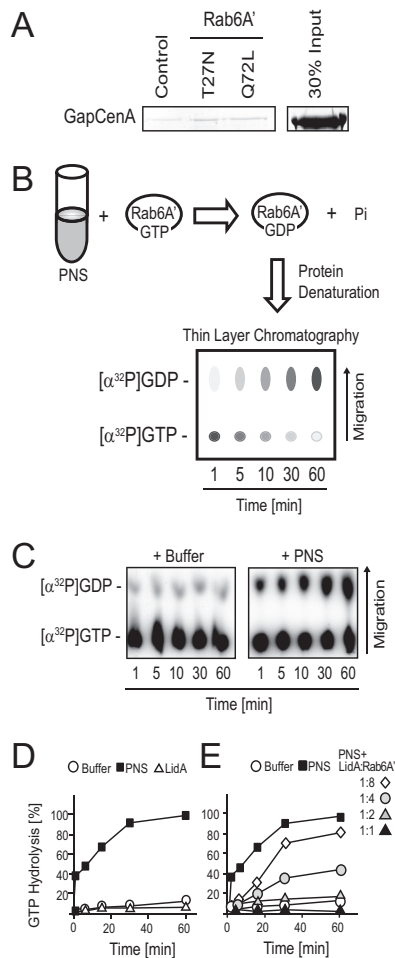 A
Rab6A'
Control
T27N
Q72L
30% Input
GapCenA
B
PNS
+
Rab6A'
GTP
Rab6A'
GDP
+ Pi
Protein
Denaturation
Thin Layer Chromatography
[α³²P]GDP -
[α³²P]GTP -
Migration
1 5 10 30 60
Time [min]
C
+ Buffer
+ PNS
[α³²P]GDP -
[α³²P]GTP -
Migration
1 5 10 30 60
1 5 10 30 60
Time [min]
D
Buffer PNS LidA
GTP Hydrolysis [%]
100
80
60
40
20
0 20 40 60
Time [min]
E
Buffer PNS
PNS+
LidA:Rab6A'
1:8
1:4
1:2
1:1
100
80
60
40
20
0 20 40 60
Time [min]